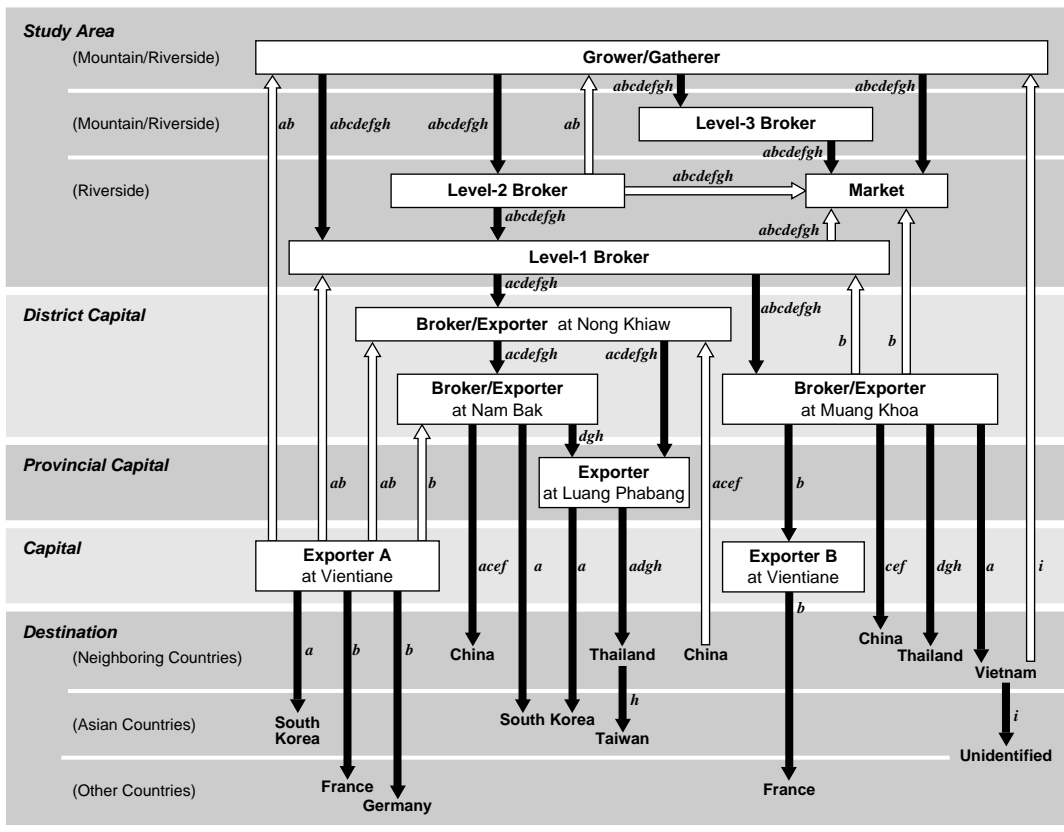 Study Area
(Mountain/Riverside)
Grower/Gatherer
abcdefgh
abcdefgh
ab
abcdefgh
abcdefgh
ab
(Mountain/Riverside)
Level-3 Broker
abcdefgh
abcdefgh
(Riverside)
Level-2 Broker
Market
abcdefgh
abcdefgh
Level-1 Broker
acdefgh
abcdefgh
District Capital
Broker/Exporter at Nong Khiaw
b
b
acdefgh
acdefgh
Broker/Exporter
at Nam Bak
Broker/Exporter
at Muang Khoa
dgh
Provincial Capital
Exporter
at Luang Phabang
ab
ab
b
acef
b
Capital
Exporter A
at Vientiane
Exporter B
at Vientiane
acef
a
a
adgh
cef
dgh
a
i
b
Destination
(Neighboring Countries)
a
b
b
China
Thailand
China
China
Thailand
Vietnam
h
i
(Asian Countries)
South
Korea
South Korea
Taiwan
Unidentified
(Other Countries)
France
Germany
France